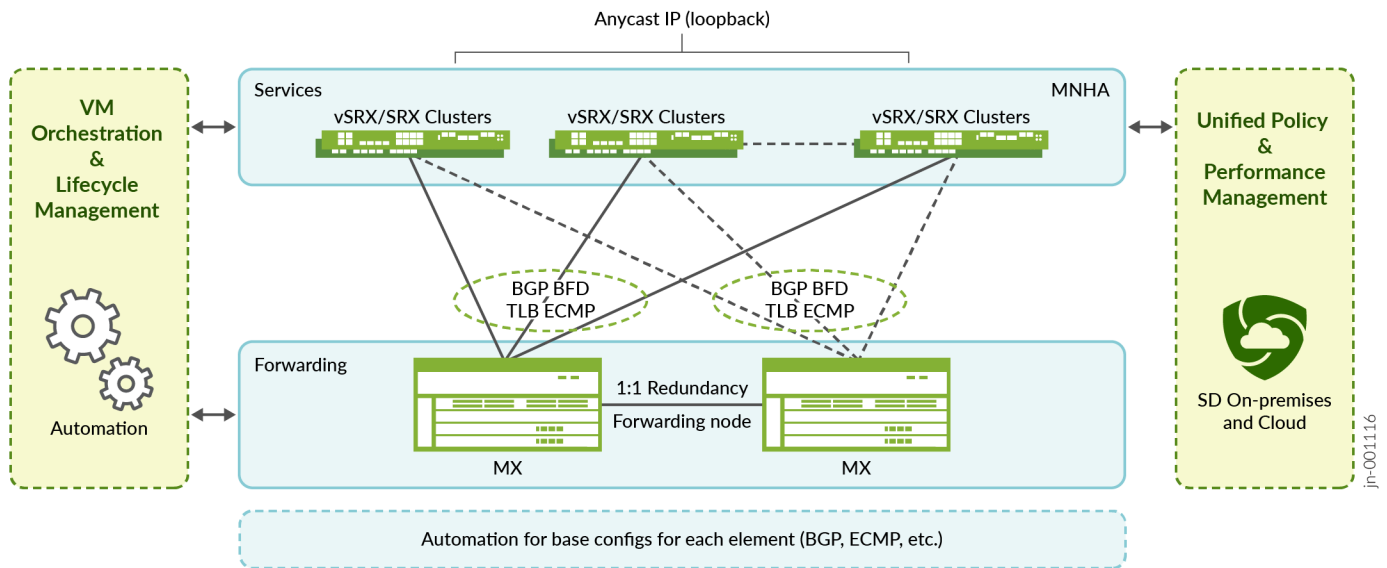 Anycast IP (loopback)
VM
Orchestration
&
Lifecycle
Management
Automation
Services
MNHA
vSRX/SRX Clusters
vSRX/SRX Clusters
vSRX/SRX Clusters
BGP BFD
TLB ECMP
BGP BFD
TLB ECMP
Forwarding
1:1 Redundancy
Forwarding node
MX
MX
Unified Policy
&
Performance
Management
SD On-premises
and Cloud
Automation for base configs for each element (BGP, ECMP, etc.)
jn-001116